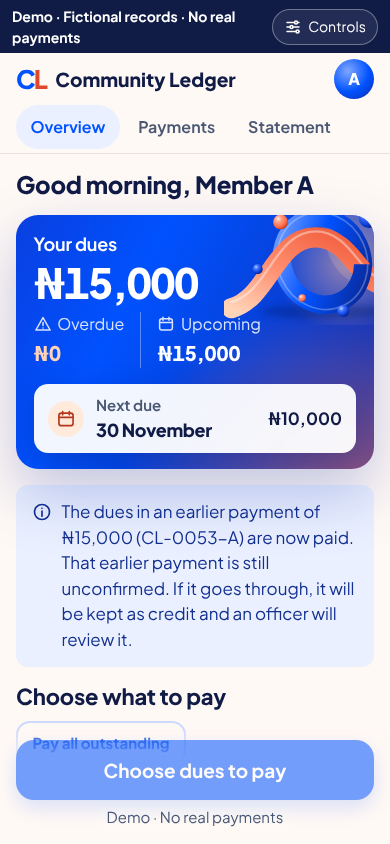 Demo · Fictional records · No real
payments
Controls
CL Community Ledger
A
Overview Payments Statement
Good morning, Member A
Your dues
₦15,000
Overdue Upcoming
₦0 ₦15,000
Next due
30 November
₦10,000
The dues in an earlier payment of
₦15,000 (CL-0053-A) are now paid.
That earlier payment is still
unconfirmed. If it goes through, it will
be kept as credit and an officer will
review it.
Choose what to pay
Pay all outstanding
Choose dues to pay
Demo · No real payments